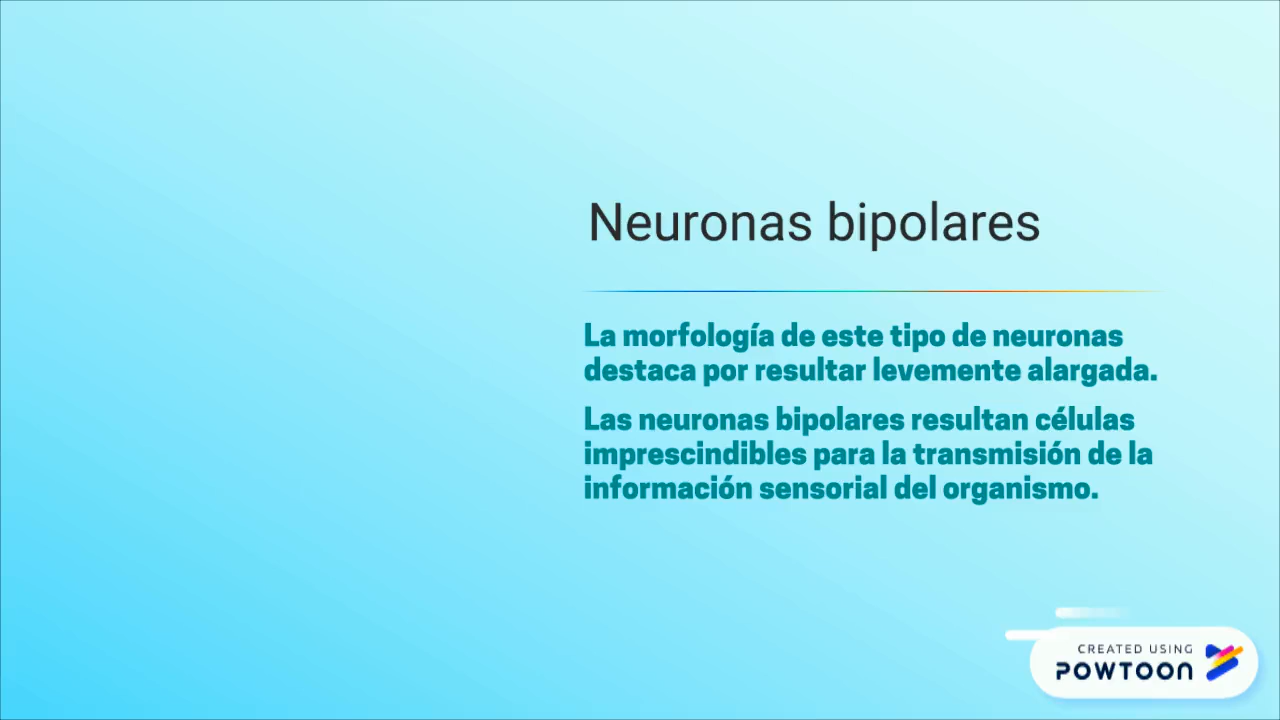 Neuronas bipolares
La morfología de este tipo de neuronas
destaca por resultar levemente alargada.
Las neuronas bipolares resultan células
imprescindibles para la transmisión de la
información sensorial del organismo.
CREATED USING
POWTOON